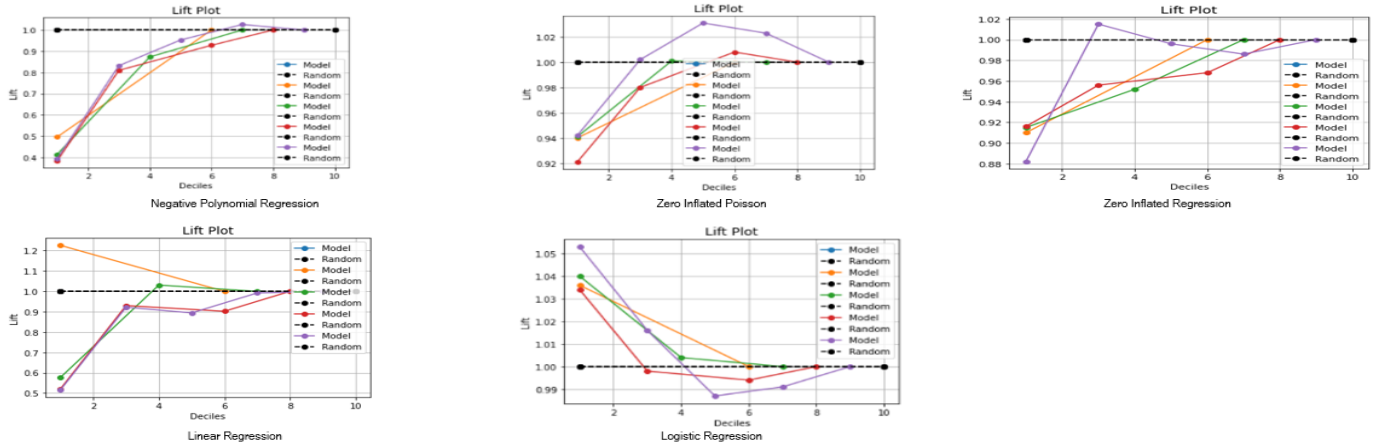 Lift Plot
Lift
1.0
0.9
0.8
0.7
0.6
0.5
0.4
2 4 6 8 10
Deciles
Model
Random
Model
Random
Model
Random
Model
Random
Model
Random
Negative Polynomial Regression
Lift Plot
Lift
1.02
1.00
0.98
0.96
0.94
0.92
2 4 6 8 10
Deciles
Model
Random
Model
Random
Model
Random
Model
Random
Model
Random
Zero Inflated Poisson
Lift Plot
Lift
1.02
1.00
0.98
0.96
0.94
0.92
0.90
0.88
2 4 6 8 10
Deciles
Model
Random
Model
Random
Model
Random
Model
Random
Model
Random
Zero Inflated Regression
Lift Plot
Lift
1.2
1.1
1.0
0.9
0.8
0.7
0.6
0.5
2 4 6 8 10
Deciles
Model
Random
Model
Random
Model
Random
Model
Random
Model
Random
Linear Regression
Lift Plot
Lift
1.05
1.04
1.03
1.02
1.01
1.00
0.99
2 4 6 8 10
Deciles
Model
Random
Model
Random
Model
Random
Model
Random
Model
Random
Logistic Regression